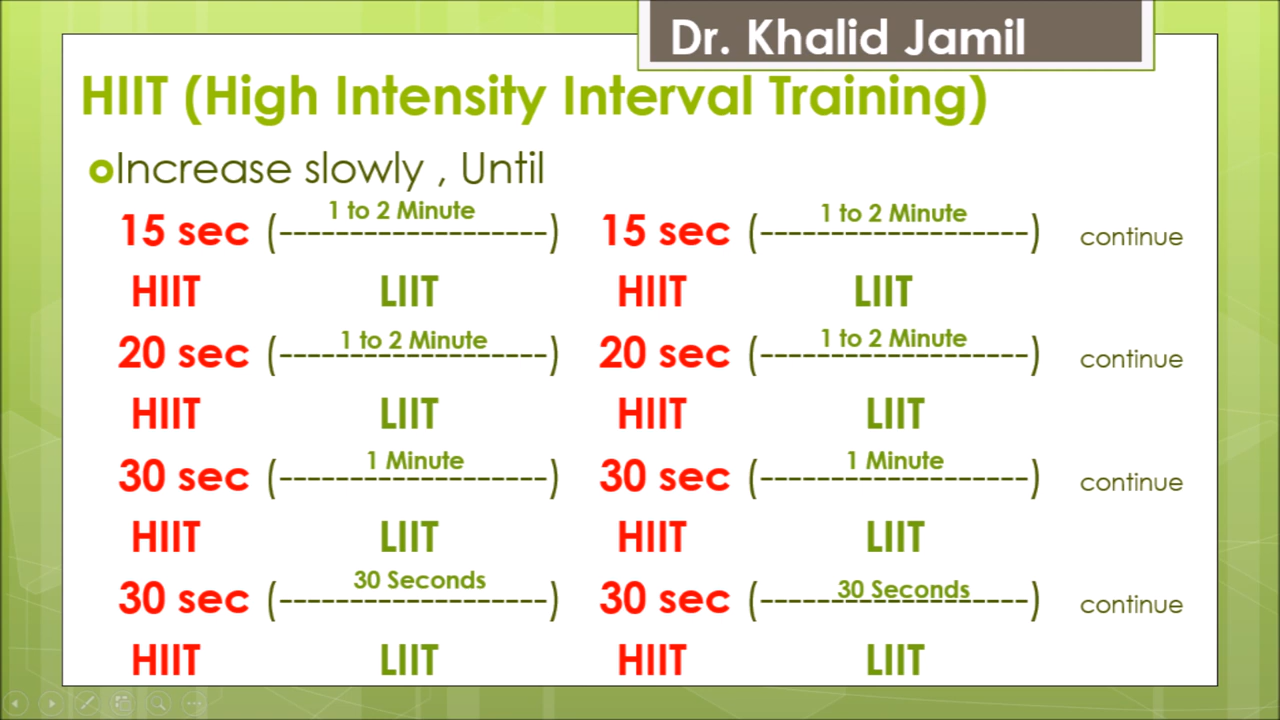 Dr. Khalid Jamil
HIIT (High Intensity Interval Training)
Increase slowly , Until
1 to 2 Minute 1 to 2 Minute
15 sec (-------------------) 15 sec (-------------------) continue
HIIT LIIT HIIT LIIT
1 to 2 Minute 1 to 2 Minute
20 sec (-------------------) 20 sec (-------------------) continue
HIIT LIIT HIIT LIIT
1 Minute 1 Minute
30 sec (-------------------) 30 sec (-------------------) continue
HIIT LIIT HIIT LIIT
30 Seconds 30 Seconds
30 sec (-------------------) 30 sec (-------------------) continue
HIIT LIIT HIIT LIIT